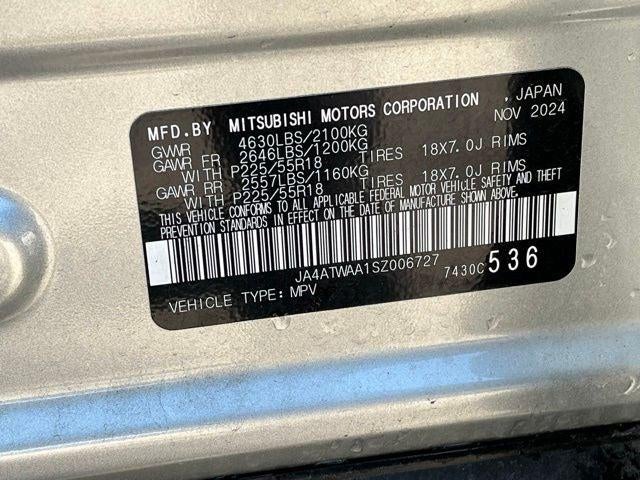 MFD.BY MITSUBISHI MOTORS CORPORATION , JAPAN
NOV 2024
GVWR 4630LBS/2100KG
GAWR FR 2646LBS/1200KG
WITH P225/55R18 TIRES 18X7.0J RIMS
GAWR RR 2557LBS/1160KG
WITH P225/55R18 TIRES 18X7.0J RIMS
THIS VEHICLE CONFORMS TO ALL APPLICABLE FEDERAL MOTOR VEHICLE SAFETY AND THEFT
PREVENTION STANDARDS IN EFFECT ON THE DATE OF MANUFACTURE SHOWN ABOVE.
JA4ATWAA1SZ006727
7430C 536
VEHICLE TYPE:MPV